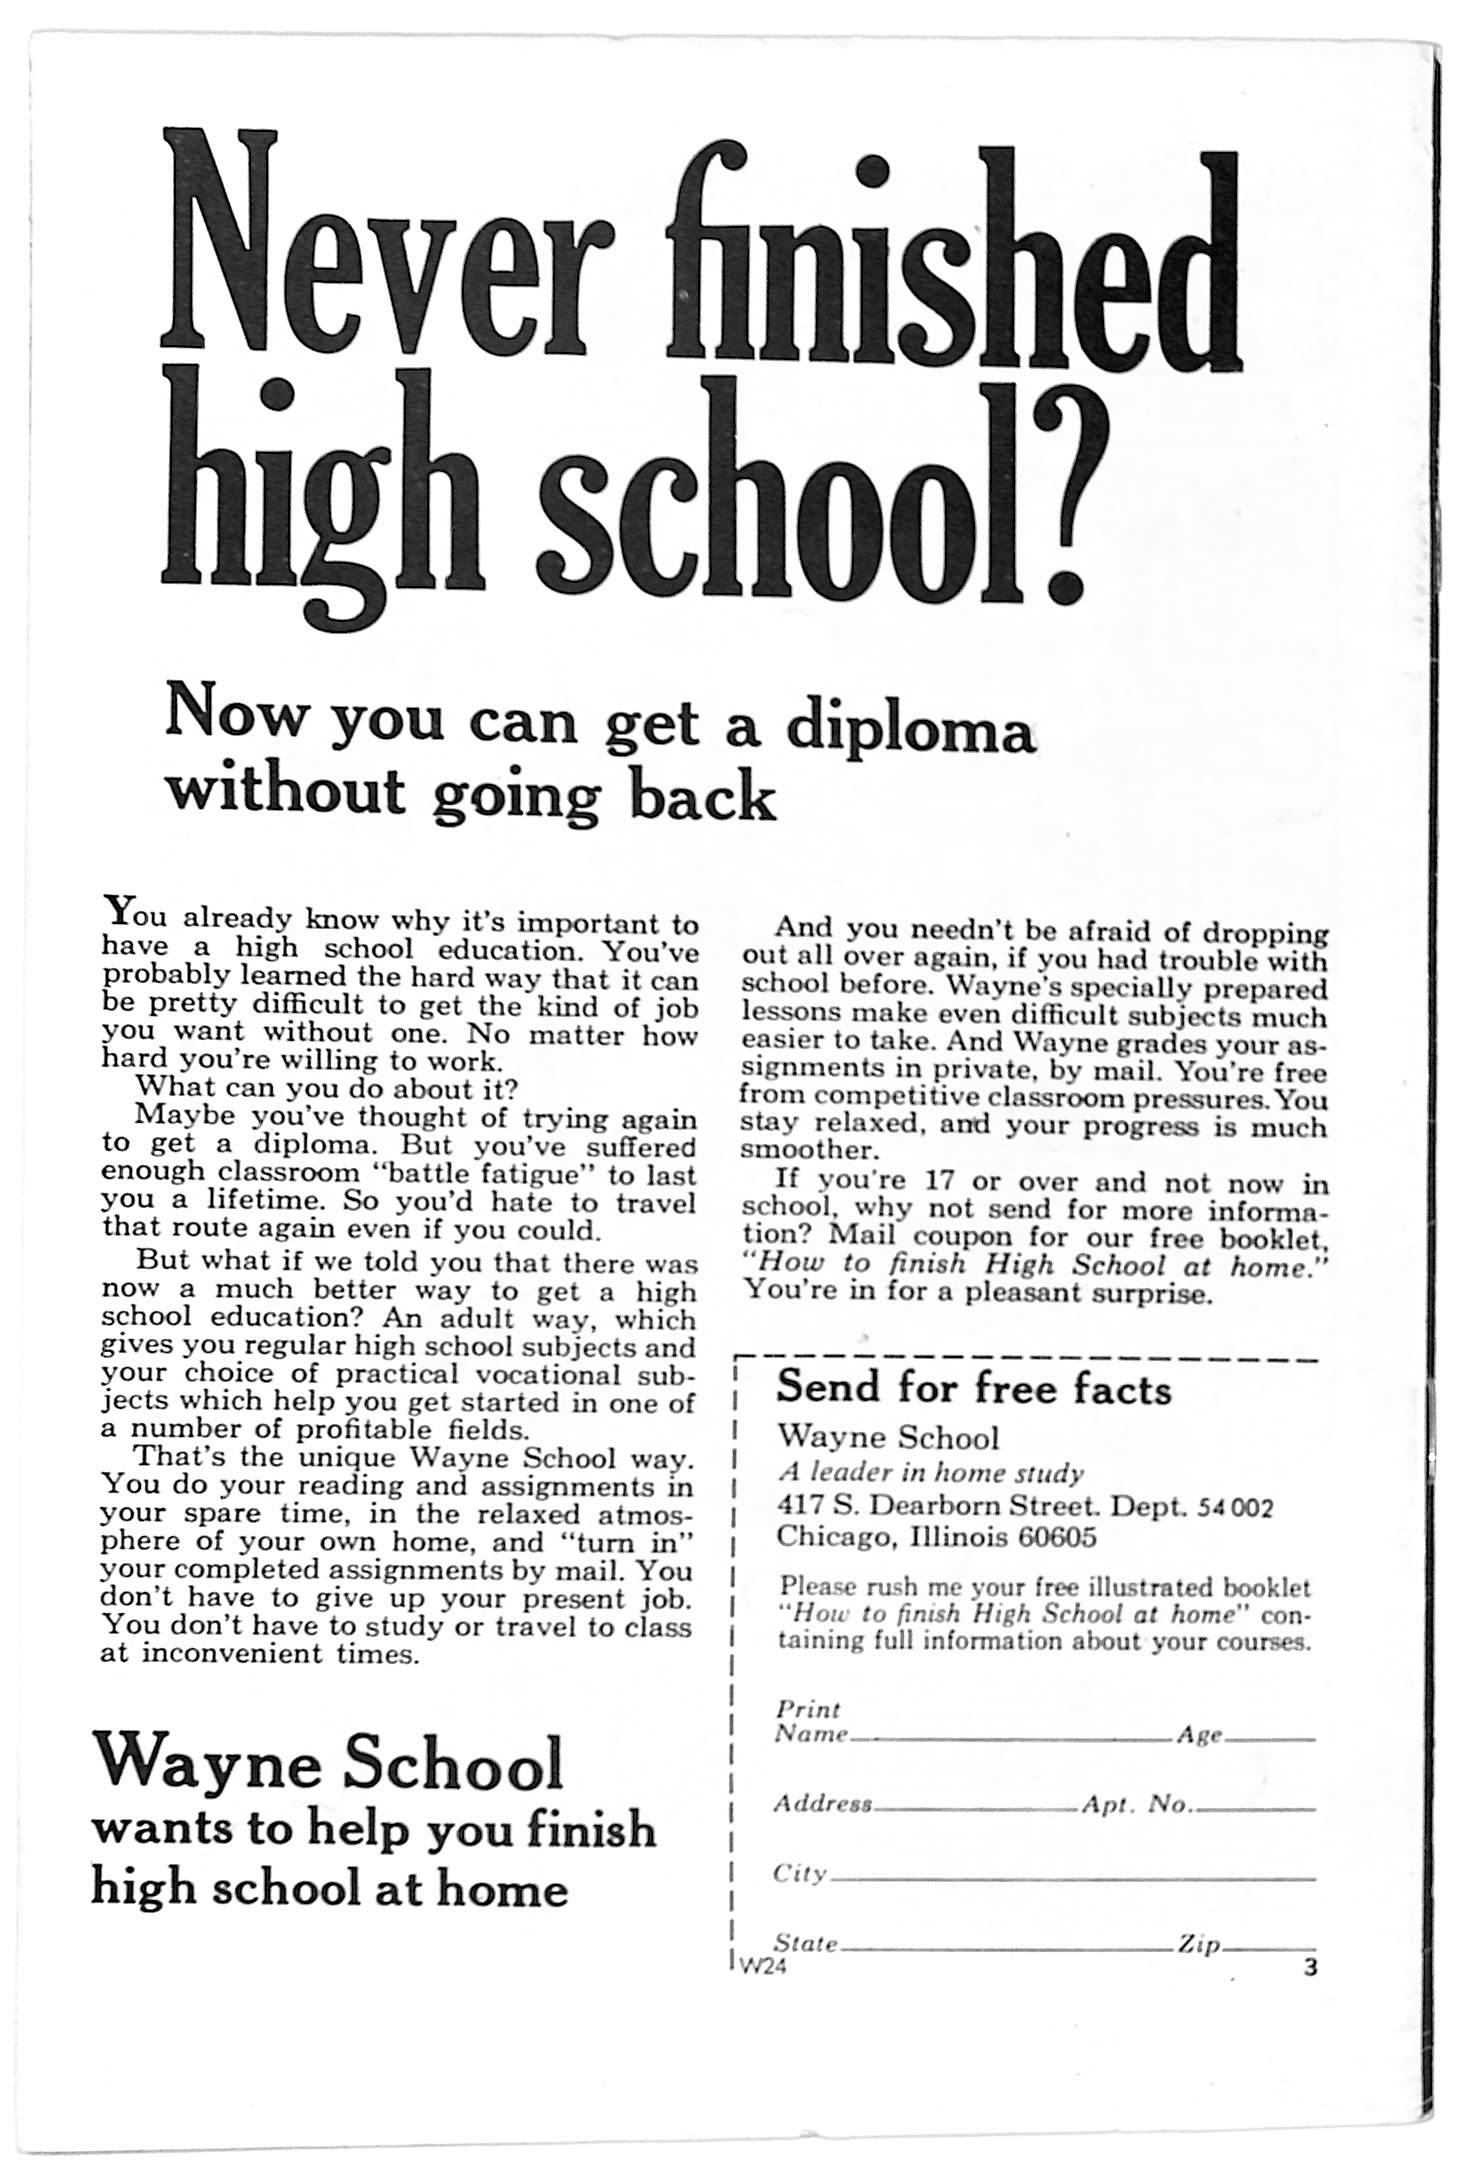 Never finished
high school?
Now you can get a diploma
without going back
You already know why it's important to
have a high school education. You've
probably learned the hard way that it can
be pretty difficult to get the kind of job
you want without one. No matter how
hard you're willing to work.
What can you do about it?
Maybe you've thought of trying again
to get a diploma. But you've suffered
enough classroom "battle fatigue" to last
you a lifetime. So you'd hate to travel
that route again even if you could.
But what if we told you that there was
now a much better way to get a high
school education? An adult way, which
gives you regular high school subjects and
your choice of practical vocational sub-
jects which help you get started in one of
a number of profitable fields.
That's the unique Wayne School way.
You do your reading and assignments in
your spare time, in the relaxed atmos-
phere of your own home, and "turn in"
your completed assignments by mail. You
don't have to give up your present job.
You don't have to study or travel to class
at inconvenient times.
Wayne School
wants to help you finish
high school at home
And you needn't be afraid of dropping
out all over again, if you had trouble with
school before. Wayne's specially prepared
lessons make even difficult subjects much
easier to take. And Wayne grades your as-
signments in private, by mail. You're free
from competitive classroom pressures. You
stay relaxed, and your progress is much
smoother.
If you're 17 or over and not now in
school, why not send for more informa-
tion? Mail coupon for our free booklet,
"How to finish High School at home."
You're in for a pleasant surprise.
Send for free facts
Wayne School
A leader in home study
417 S. Dearborn Street. Dept. 54 002
Chicago, Illinois 60605
Please rush me your free illustrated booklet
"How to finish High School at home" con-
taining full information about your courses.
Print
Name Age
Address Apt. No.
City
State Zip
W24 3